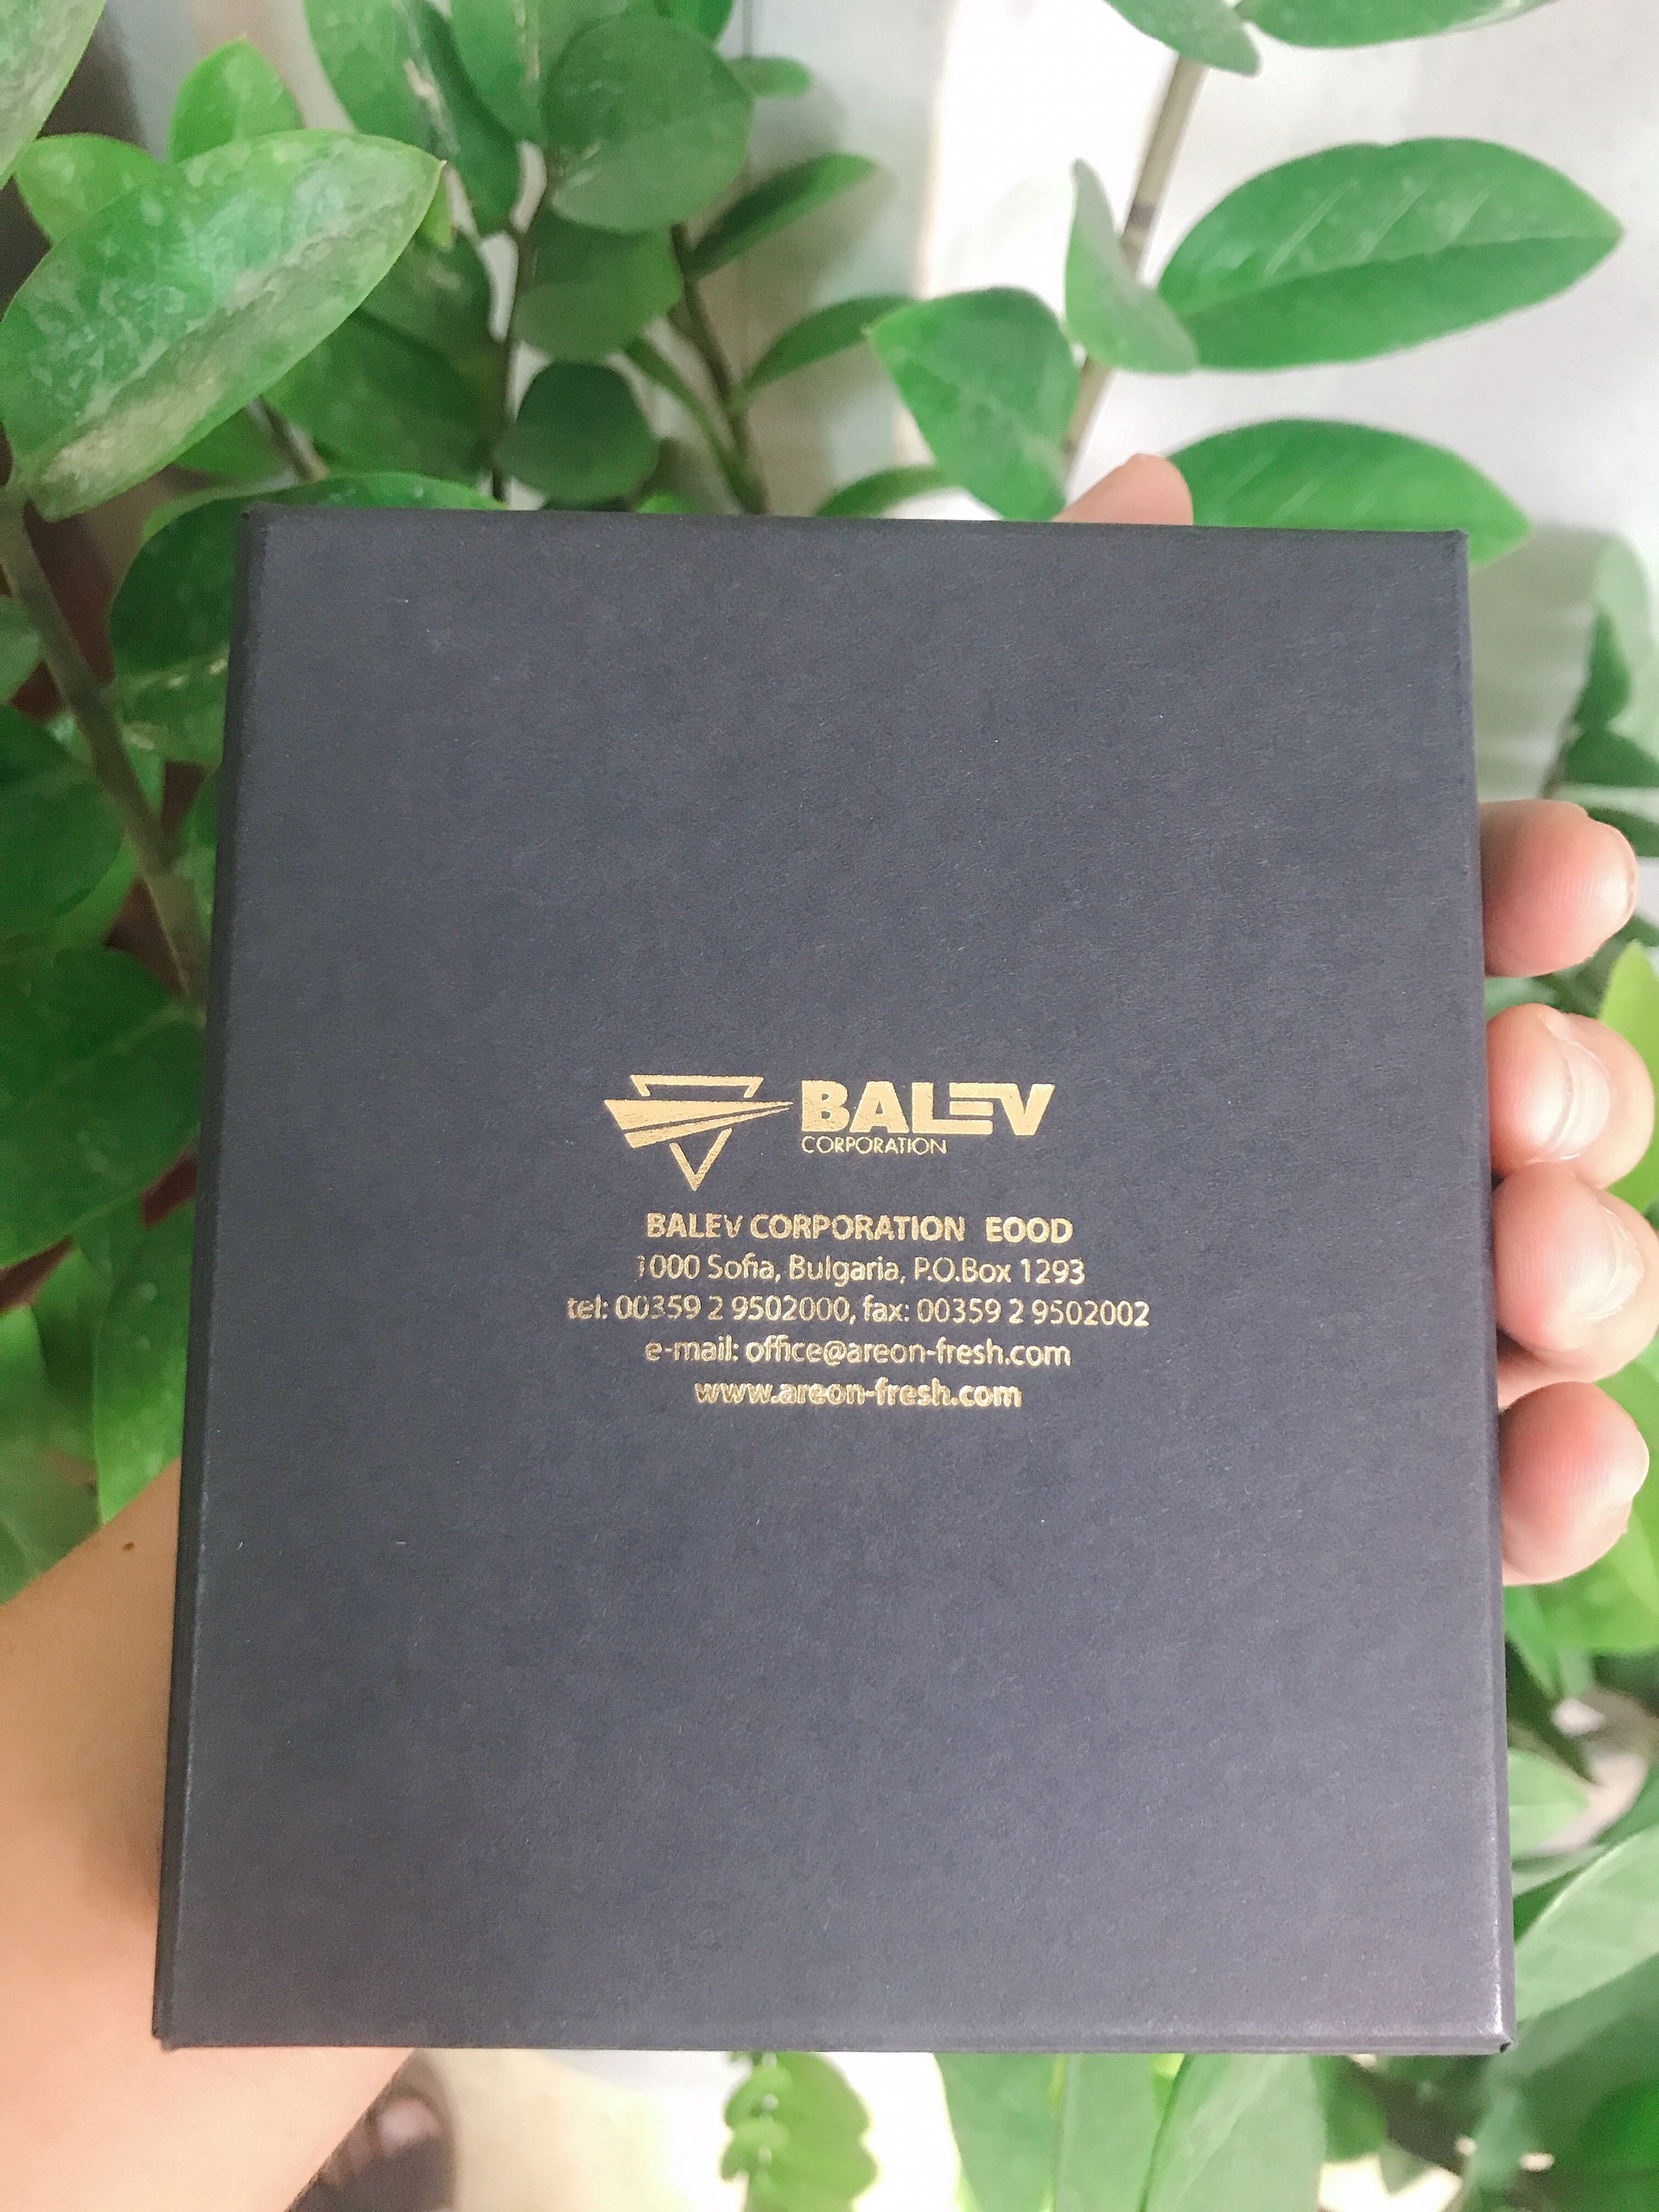 BALEV
CORPORATION
BALEV CORPORATION EOOD
1000 Sofia, Bulgaria, P.O.Box 1293
tel: 00359 2 9502000, fax: 00359 2 9502002
e-mail: office@areon-fresh.com
www.areon-fresh.com